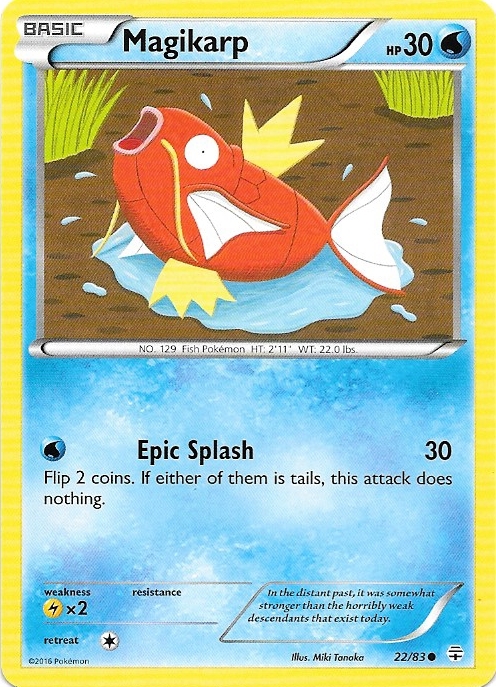 BASIC
Magikarp
HP 30
NO. 129 Fish Pokémon HT: 2'11" WT: 22.0 lbs.
Epic Splash 30
Flip 2 coins. If either of them is tails, this attack does
nothing.
weakness resistance
×2
retreat
In the distant past, it was somewhat
stronger than the horribly weak
descendants that exist today.
©2016 Pokémon
Illus. Miki Tanaka
22/83